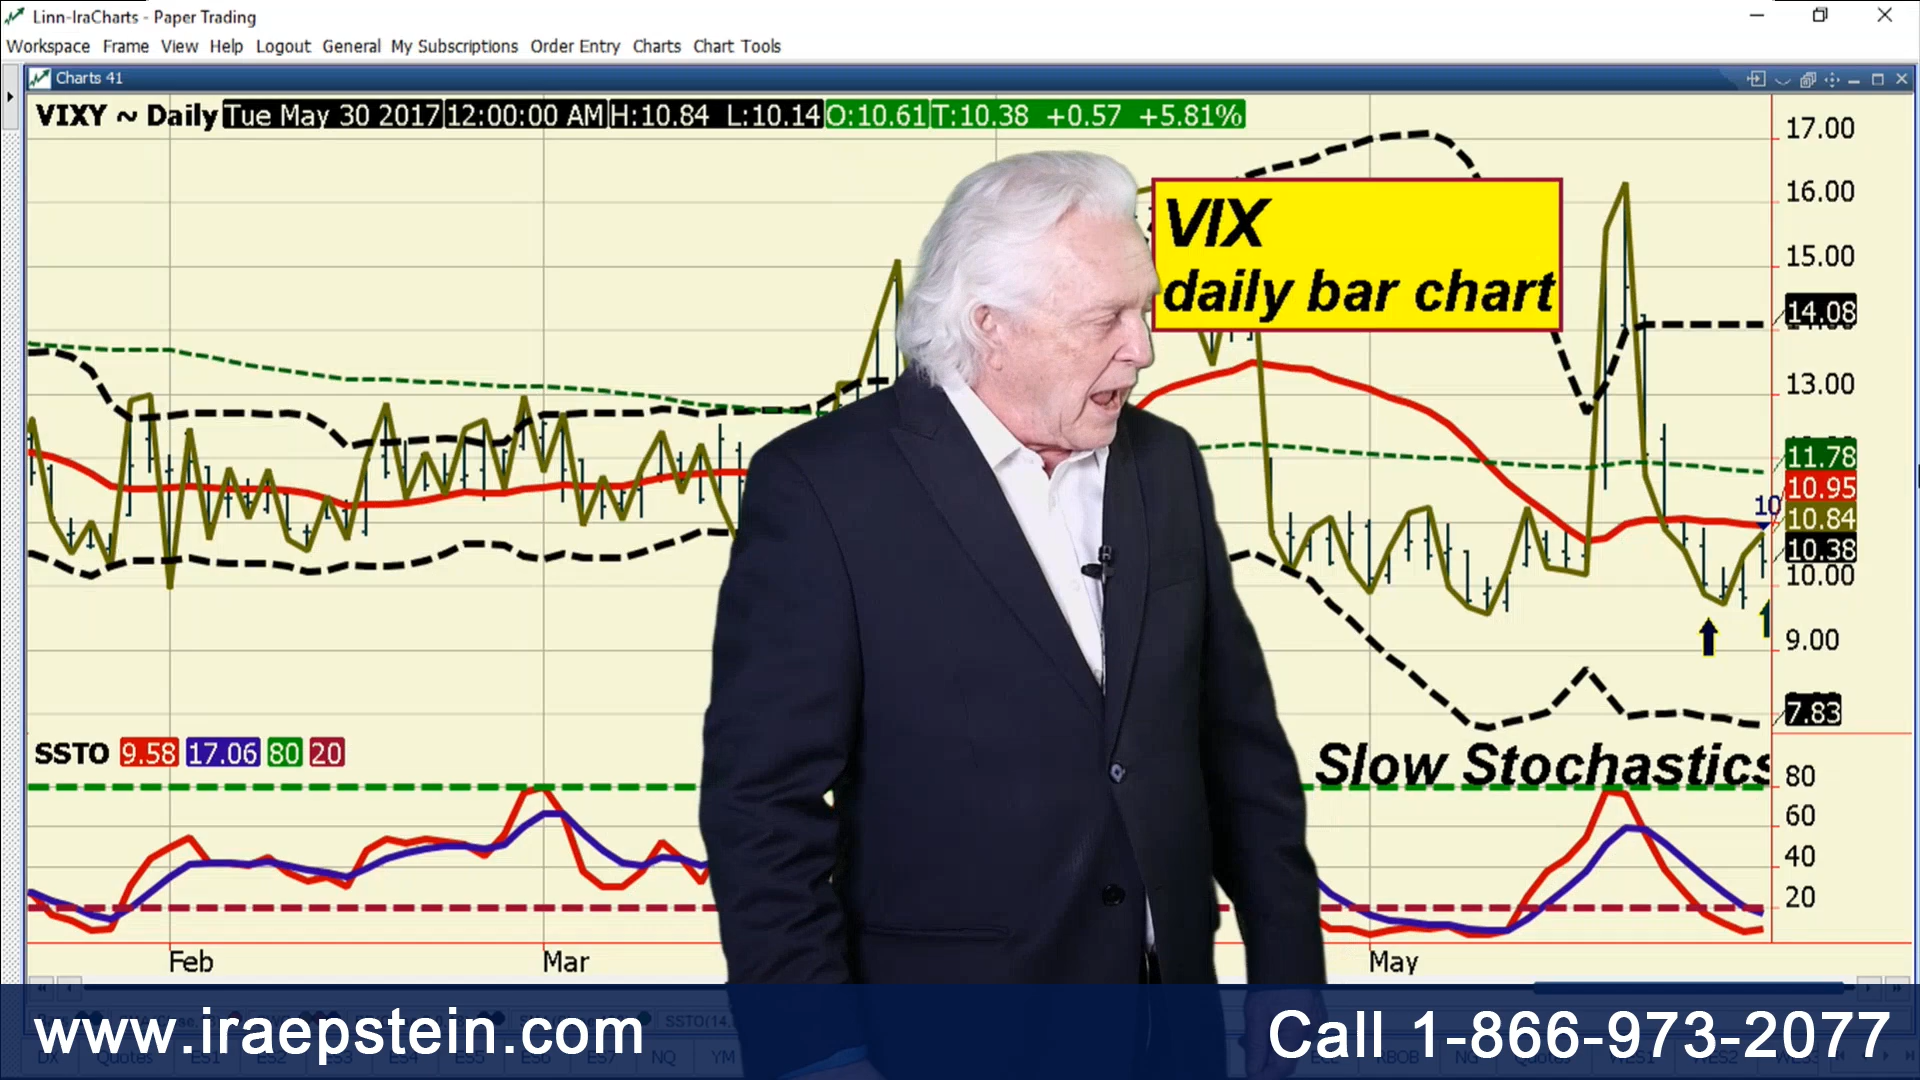 Linn-IraCharts - Paper Trading
Workspace Frame View Help Logout General My Subscriptions Order Entry Charts Chart Tools
Charts 41
VIXY ~ Daily Tue May 30 2017 12:00:00 AM H:10.84 L:10.14 O:10.61 T:10.38 +0.57 +5.81%
17.00
16.00
VIX
daily bar chart
15.00
14.08
13.00
11.78
10.95
10
10.84
10.38
10.00
9.00
7.83
SSTO 9.58 17.06 80 20
Slow Stochastics
80
60
40
20
Feb Mar May
www.iraepstein.com
Call 1-866-973-2077